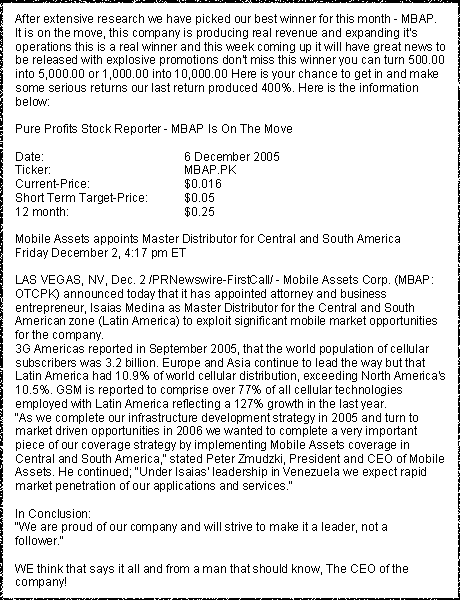 After extensive research we have picked our best winner for this month - MBAP.
It is on the move, this company is producing real revenue and expanding it's
operations this is a real winner and this week coming up it will have great news to
be released with explosive promotions don't miss this winner you can turn 500.00
into 5,000.00 or 1,000.00 into 10,000.00 Here is your chance to get in and make
some serious returns our last return produced 400%. Here is the information
below:
Pure Profits Stock Reporter - MBAP Is On The Move
Date: 6 December 2005
Ticker: MBAP.PK
Current-Price: $0.016
Short Term Target-Price: $0.05
12 month: $0.25
Mobile Assets appoints Master Distributor for Central and South America
Friday December 2, 4:17 pm ET
LAS VEGAS, NV, Dec. 2 /PRNewswire-FirstCall/ - Mobile Assets Corp. (MBAP:
OTCPK) announced today that it has appointed attorney and business
entrepreneur, Isaias Medina as Master Distributor for the Central and South
American zone (Latin America) to exploit significant mobile market opportunities
for the company.
3G Americas reported in September 2005, that the world population of cellular
subscribers was 3.2 billion. Europe and Asia continue to lead the way but that
Latin America had 10.9% of world cellular distribution, exceeding North America's
10.5%. GSM is reported to comprise over 77% of all cellular technologies
employed with Latin America reflecting a 127% growth in the last year.
"As we complete our infrastructure development strategy in 2005 and turn to
market driven opportunities in 2006 we wanted to complete a very important
piece of our coverage strategy by implementing Mobile Assets coverage in
Central and South America," stated Peter Zmudzki, President and CEO of Mobile
Assets. He continued; "Under Isaias' leadership in Venezuela we expect rapid
market penetration of our applications and services."
In Conclusion:
"We are proud of our company and will strive to make it a leader, not a
follower."
WE think that says it all and from a man that should know, The CEO of the
company!